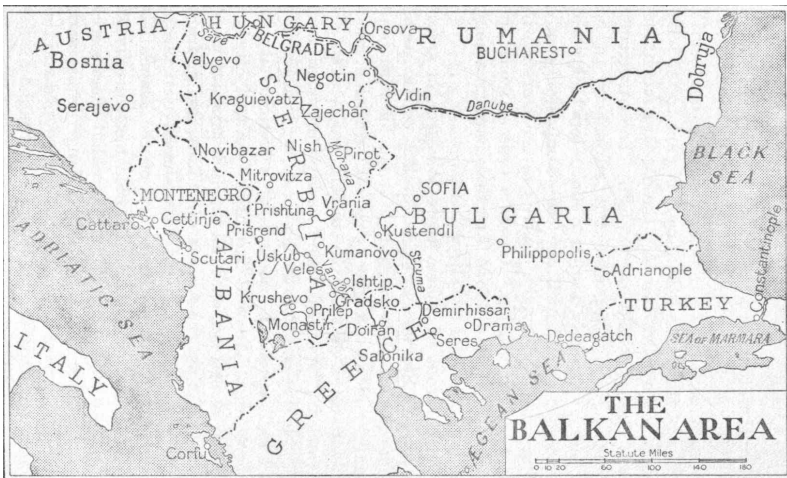 AUSTRIA
HUNGARY
Save
BELGRADE
Orsova
RUMANIA
BUCHAREST
Bosnia
Valyevo
Negotin
Dobruja
Serajevo
Kraguievatz
Zajechar
Vidin
Danube
SERBIA
Novibazar
Nish
Morava
Pirot
BLACK
SEA
Mitrovitza
MONTENEGRO
SOFIA
Prishtina
Vrania
BULGARIA
Cattaro
Cettinje
Prisrend
Kustendil
Constantinople
ADRIATIC SEA
Scutari
ALBANIA
Uskub
Kumanovo
Struma
Philippopolis
Veles
Vardar
Ishtip
Adrianople
Krushevo
Gradsko
TURKEY
Prilep
Demirhissar
Monastir
Doiran
Drama
Seres
Dedeagatch
SEA OF MARMARA
ITALY
Salonika
GREECE
ÆGEAN SEA
Corfu
THE
BALKAN AREA
Statute Miles
0 10 20 60 100 140 180